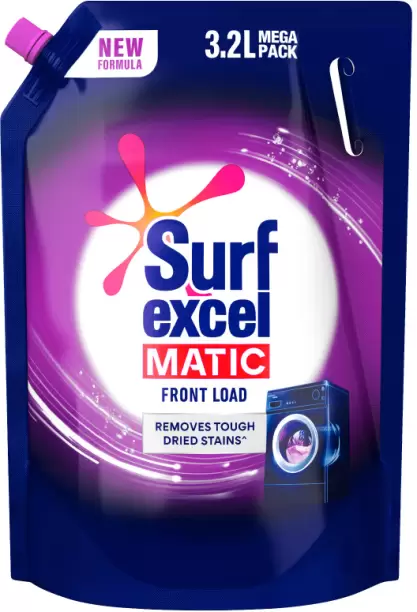 NEW
FORMULA
3.2L MEGA
PACK
Surf
excel
MATIC
FRONT LOAD
REMOVES TOUGH
DRIED STAINS^